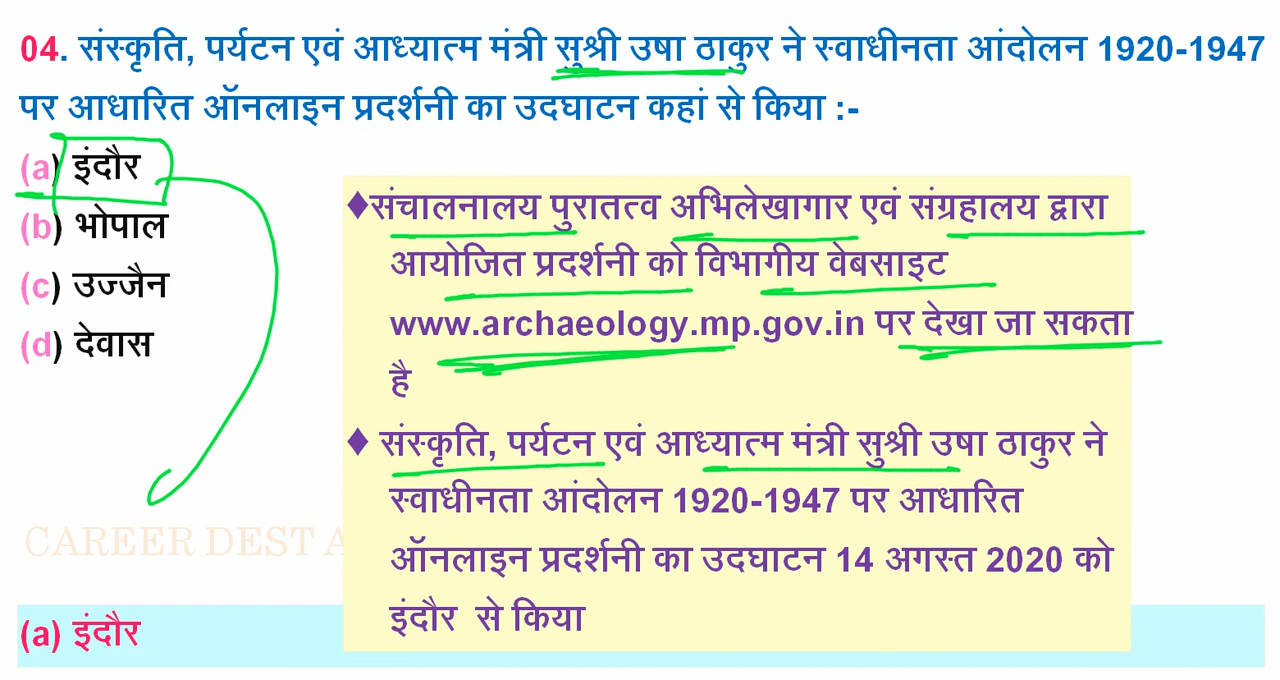 04. संस्कृति, पर्यटन एवं आध्यात्म मंत्री सुश्री उषा ठाकुर ने स्वाधीनता आंदोलन 1920-1947
पर आधारित ऑनलाइन प्रदर्शनी का उदघाटन कहां से किया :-
(a) इंदौर
(b) भोपाल
(c) उज्जैन
(d) देवास
♦संचालनालय पुरातत्व अभिलेखागार एवं संग्रहालय द्वारा
आयोजित प्रदर्शनी को विभागीय वेबसाइट
www.archaeology.mp.gov.in पर देखा जा सकता
है
♦ संस्कृति, पर्यटन एवं आध्यात्म मंत्री सुश्री उषा ठाकुर ने
स्वाधीनता आंदोलन 1920-1947 पर आधारित
ऑनलाइन प्रदर्शनी का उदघाटन 14 अगस्त 2020 को
इंदौर से किया
CAREER DEST A
(a) इंदौर